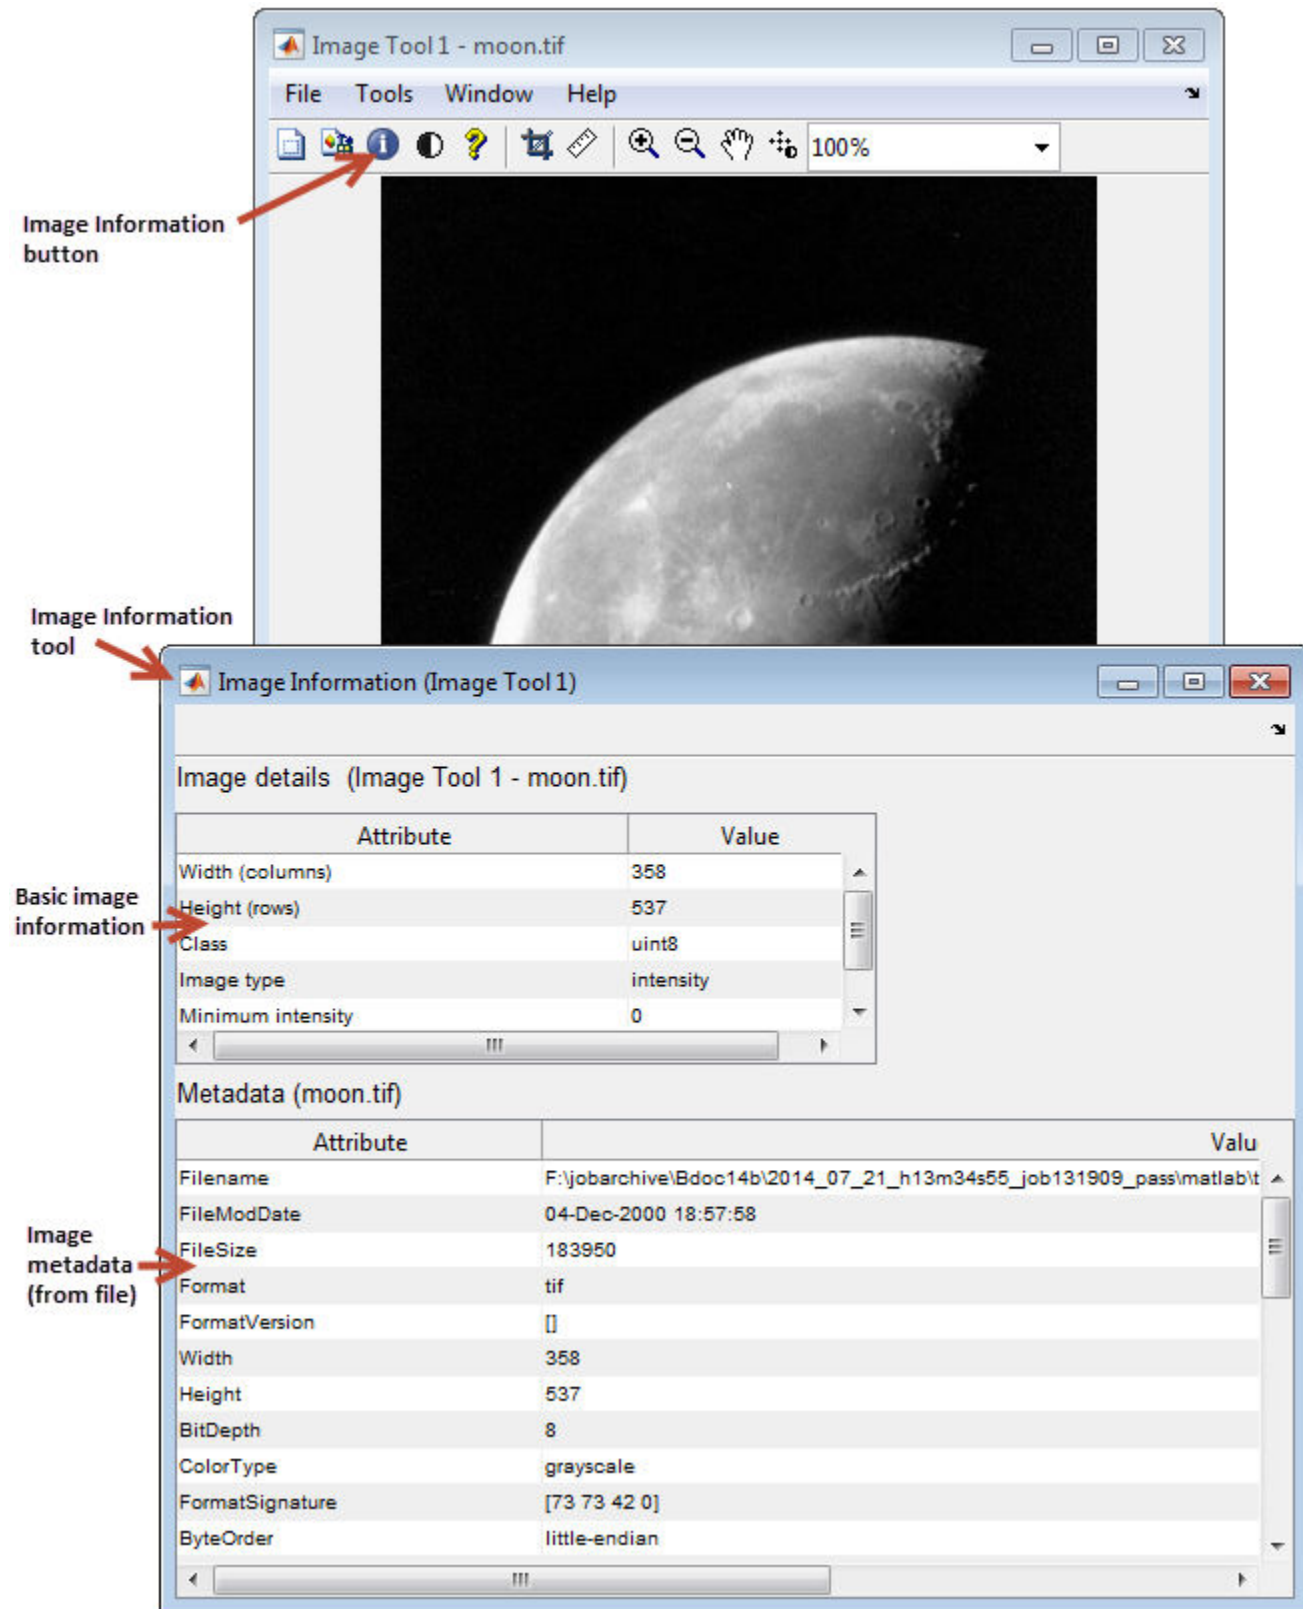 Image Tool 1 - moon.tif
File Tools Window Help
100%
Image Information
button
Image Information
tool
Image Information (Image Tool 1)
Image details (Image Tool 1 - moon.tif)
Attribute Value
Width (columns) 358
Basic image
information
Height (rows) 537
Class uint8
Image type intensity
Minimum intensity 0
Metadata (moon.tif)
Attribute Valu
Filename F:\jobarchive\Bdoc14b\2014_07_21_h13m34s55_job131909_pass\matlab\t
FileModDate 04-Dec-2000 18:57:58
Image
metadata
(from file)
FileSize 183950
Format tif
FormatVersion []
Width 358
Height 537
BitDepth 8
ColorType grayscale
FormatSignature [73 73 42 0]
ByteOrder little-endian